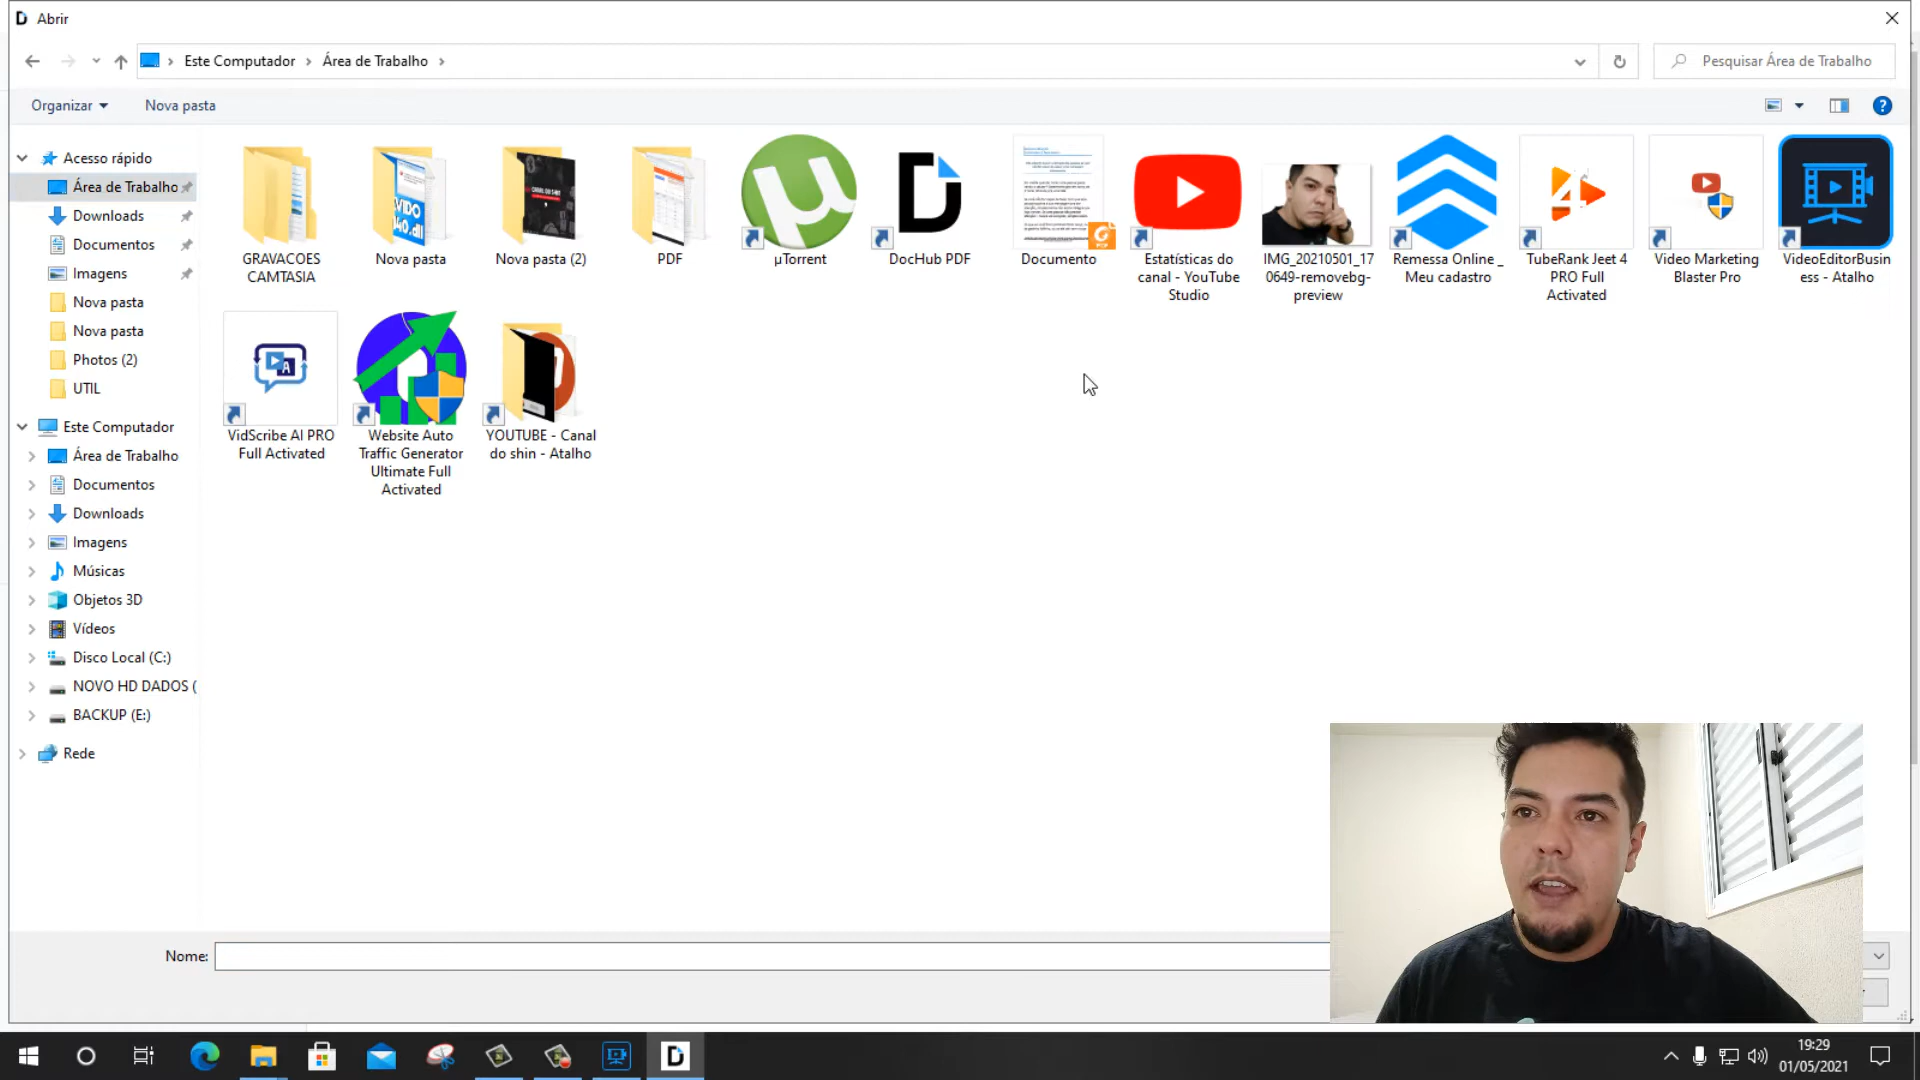 Abrir
Este Computador
Área de Trabalho
Pesquisar Área de Trabalho
Organizar
Nova pasta
Acesso rápido
Área de Trabalho
Downloads
Documentos
Imagens
Nova pasta
Nova pasta
Photos (2)
UTIL
Este Computador
Área de Trabalho
Documentos
Downloads
Imagens
Músicas
Objetos 3D
Vídeos
Disco Local (C:)
NOVO HD DADOS (
BACKUP (E:)
Rede
GRAVACOES
CAMTASIA
Nova pasta
Nova pasta (2)
PDF
µTorrent
DocHub PDF
Documento
Estatísticas do
canal - YouTube
Studio
IMG_20210501_17
0649-removebg-
preview
Remessa Online _
Meu cadastro
TubeRank Jeet 4
PRO Full
Activated
Video Marketing
Blaster Pro
VideoEditorBusin
ess - Atalho
VidScribe AI PRO
Full Activated
Website Auto
Traffic Generator
Ultimate Full
Activated
YOUTUBE - Canal
do shin - Atalho
Nome:
19:29
01/05/2021